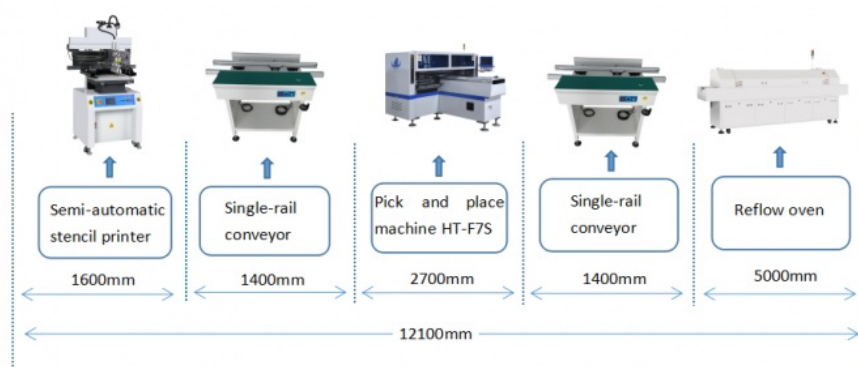 Semi-automatic
stencil printer
Single-rail
conveyor
Pick and place
machine HT-F7S
Single-rail
conveyor
Reflow oven
1600mm
1400mm
2700mm
1400mm
5000mm
12100mm